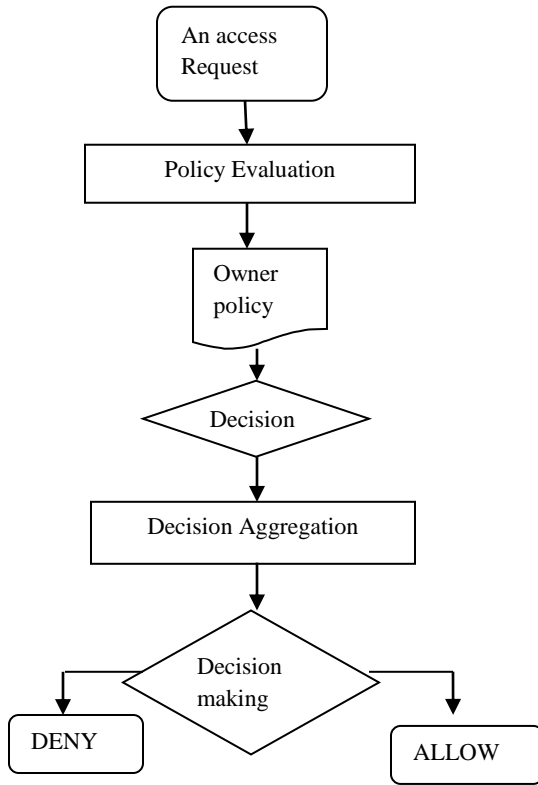 An access
Request
Policy Evaluation
Owner
policy
Decision
Decision Aggregation
Decision
making
DENY
ALLOW